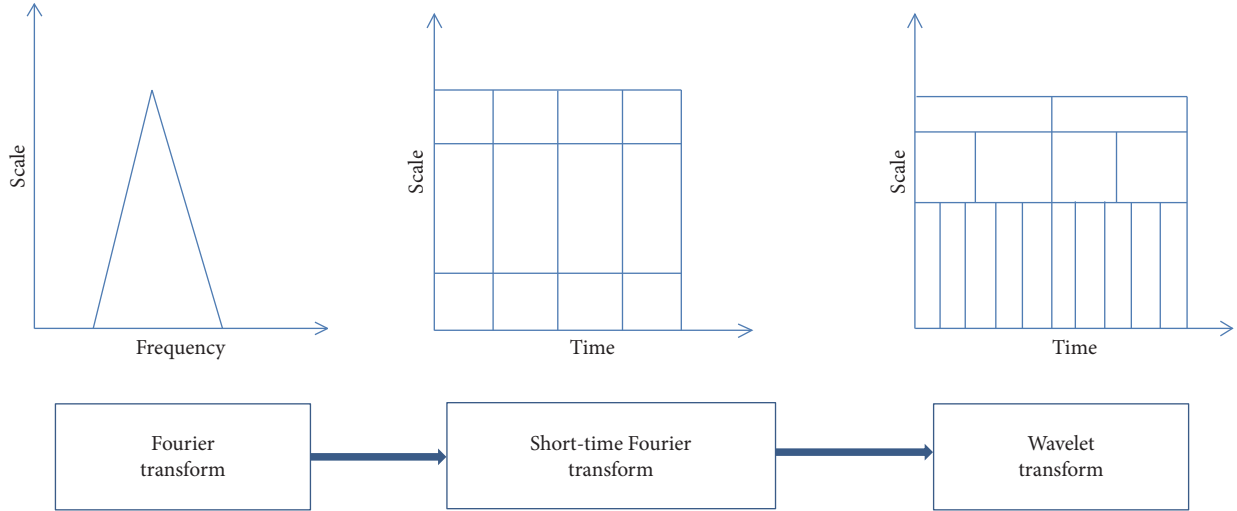 Scale
Frequency
Scale
Time
Scale
Time
Fourier
transform
Short-time Fourier
transform
Wavelet
transform